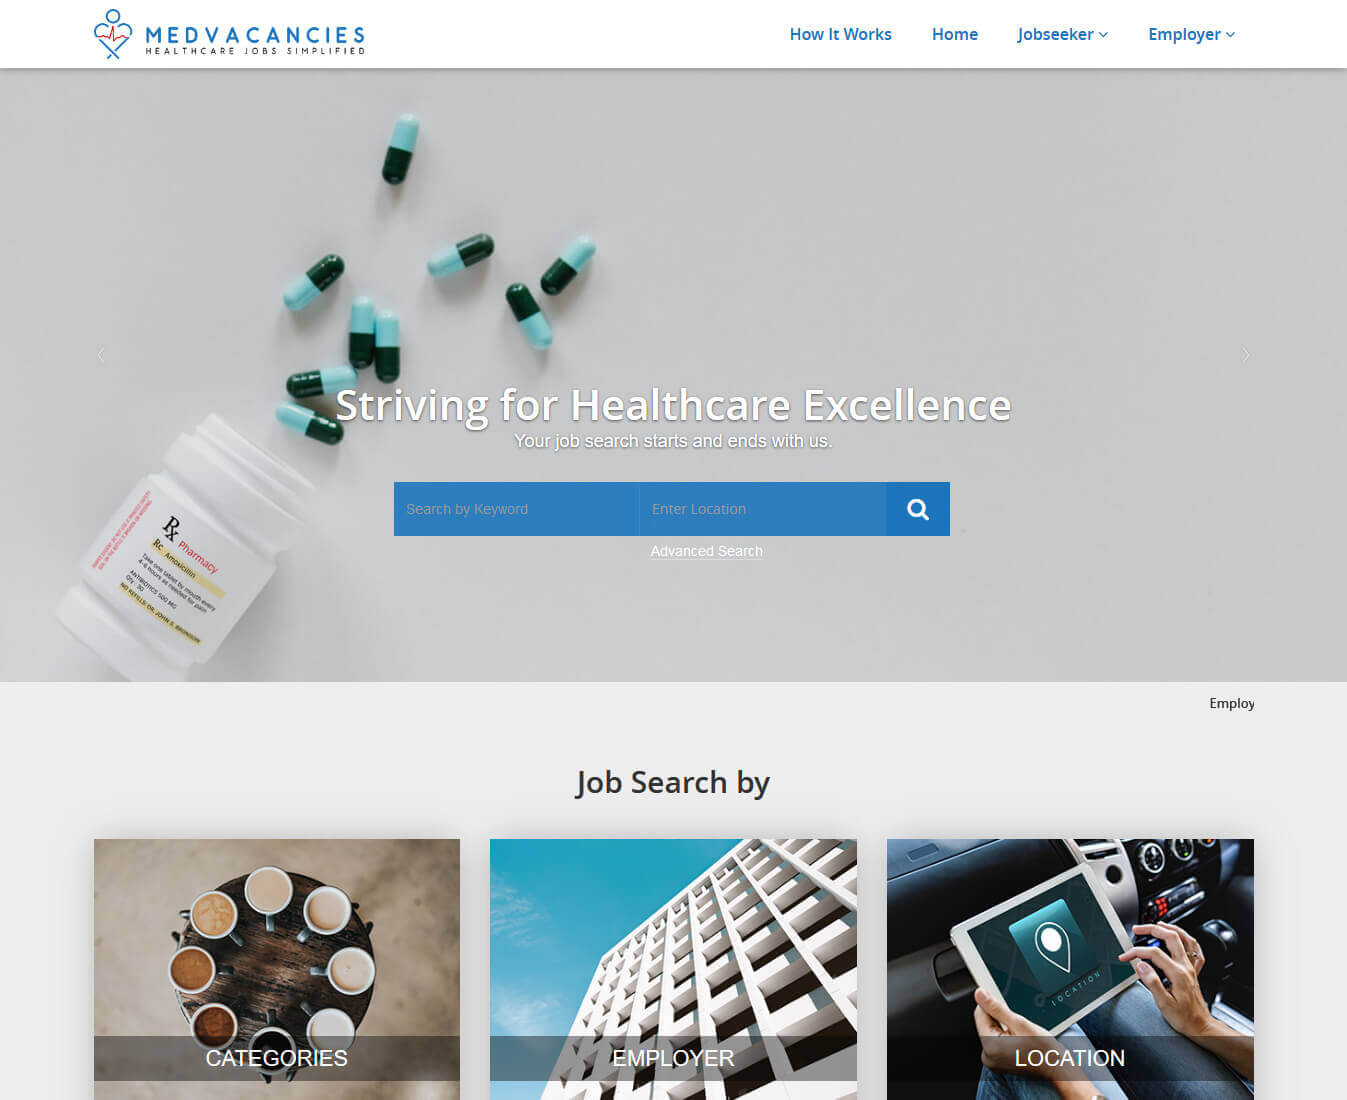 MEDVACANCIES
HEALTHCARE JOBS SIMPLIFIED
How It Works
Home
Jobseeker
Employer
Striving for Healthcare Excellence
Your job search starts and ends with us.
Search by Keyword
Enter Location
Advanced Search
Rx Pharmacy
Rc Amoxicillin
Take one tablet by mouth every
4-6 hours as needed for pain
ANTIBIOTICS 500 MG
Qty : 30
NO REFILLS: DR. JOHN S. BRONSON
Employ
Job Search by
LOCATION
CATEGORIES
EMPLOYER
LOCATION